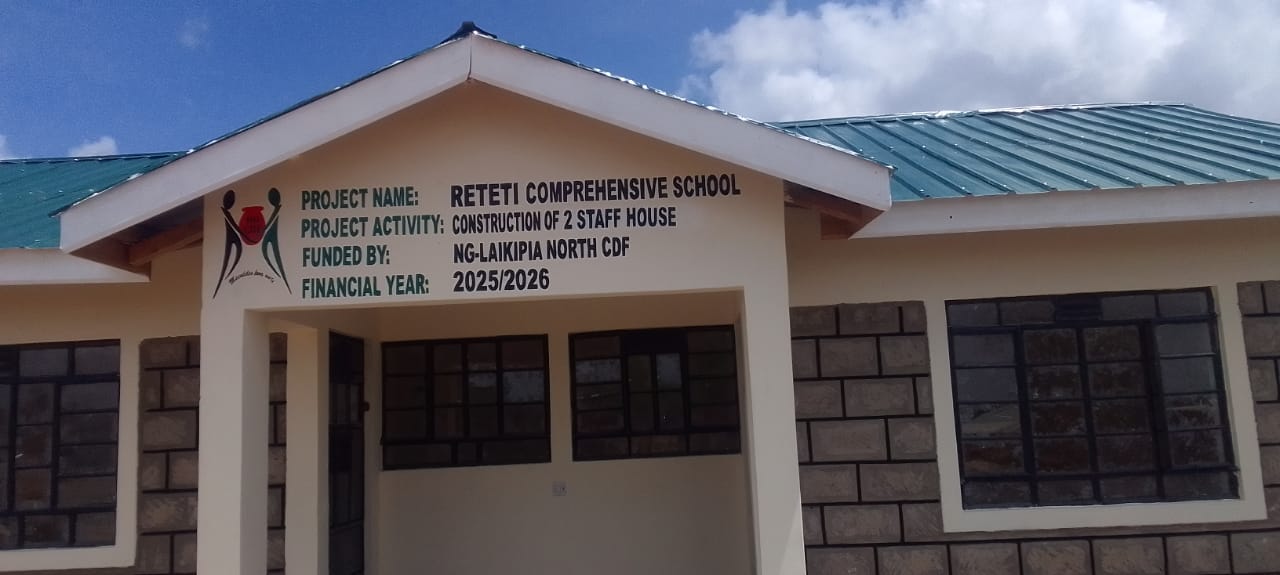 PROJECT NAME: RETETI COMPREHENSIVE SCHOOL
PROJECT ACTIVITY: CONSTRUCTION OF 2 STAFF HOUSE
FUNDED BY: NG-LAIKIPIA NORTH CDF
FINANCIAL YEAR: 2025/2026